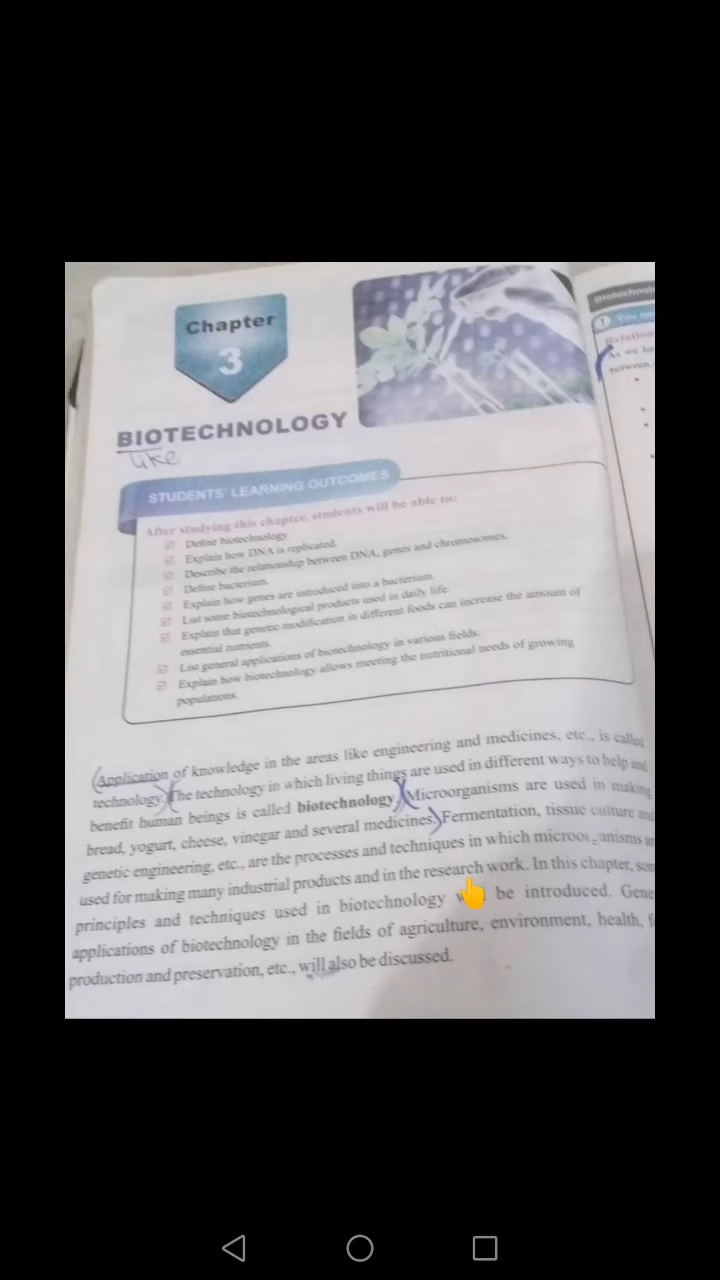 Chapter
3
BIOTECHNOLOGY
like
STUDENTS' LEARNING OUTCOMES
After studying this chapter, students will be able to:
Define biotechnology.
Explain how DNA is replicated.
Describe the relationship between DNA, genes and chromosomes.
Define bacterium.
Explain how genes are introduced into a bacterium.
List some biotechnological products used in daily life.
Explain that genetic modification in different foods can increase the amount of
essential nutrients.
List general applications of biotechnology in various fields.
Explain how biotechnology allows meeting the nutritional needs of growing
populations.
(Application of knowledge in the areas like engineering and medicines, etc., is called
technology.)(The technology in which living things are used in different ways to help and
benefit human beings is called biotechnology.)(Microorganisms are used in making
bread, yogurt, cheese, vinegar and several medicines.)Fermentation, tissue culture and
genetic engineering, etc., are the processes and techniques in which microorganisms
used for making many industrial products and in the research work. In this chapter,
principles and techniques used in biotechnology be introduced.
applications of biotechnology in the fields of agriculture, environment, health,
production and preservation, etc., will also be discussed.
You
As we
between,